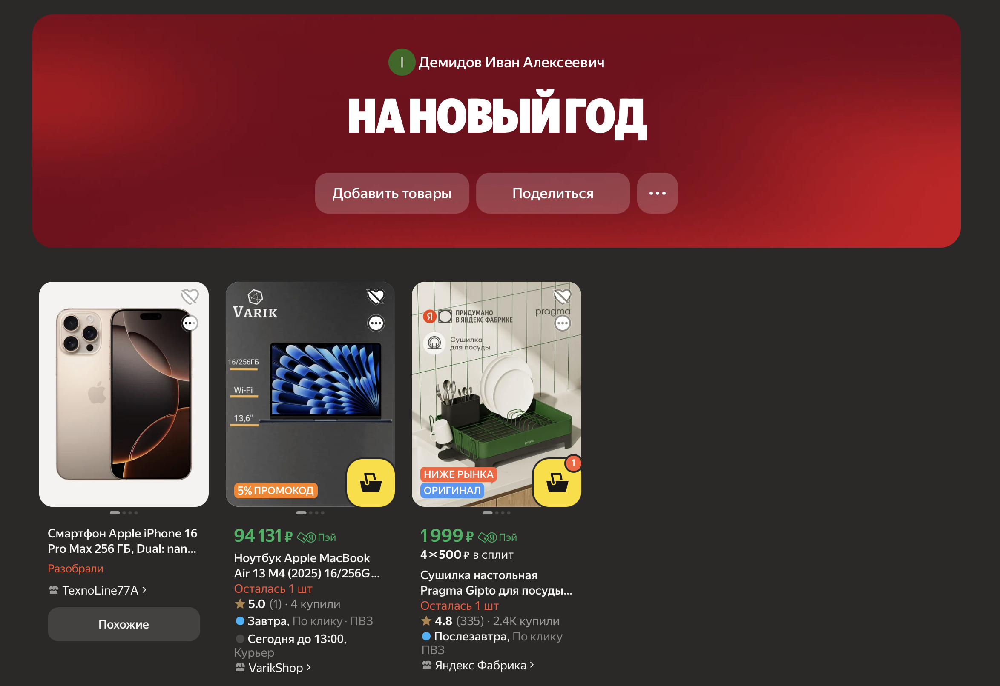 I Демидов Иван Алексеевич
НА НОВЫЙ ГОД
Добавить товары
Поделиться
Смартфон Apple iPhone 16
Pro Max 256 ГБ, Dual: nan...
Разобрали
TexnoLine77A
Похожие
VARIK
16/256ГБ
Wi-Fi
13,6"
5% ПРОМОКОД
94 131 ₽ Я Пэй
Ноутбук Apple MacBook
Air 13 M4 (2025) 16/256G...
Осталась 1 шт
5.0 (1) · 4 купили
Завтра, По клику · ПВЗ
Сегодня до 13:00,
Курьер
VarikShop
Я ПРИДУМАНО
В ЯНДЕКС ФАБРИКЕ
pragma
Сушилка
для посуды
pragma
НИЖЕ РЫНКА
ОРИГИНАЛ
1
1 999 ₽ Я Пэй
4×500 ₽ в сплит
Сушилка настольная
Pragma Gipto для посуды...
Осталась 1 шт
4.8 (335) · 2.4K купили
Послезавтра, По клику
ПВЗ
Яндекс Фабрика